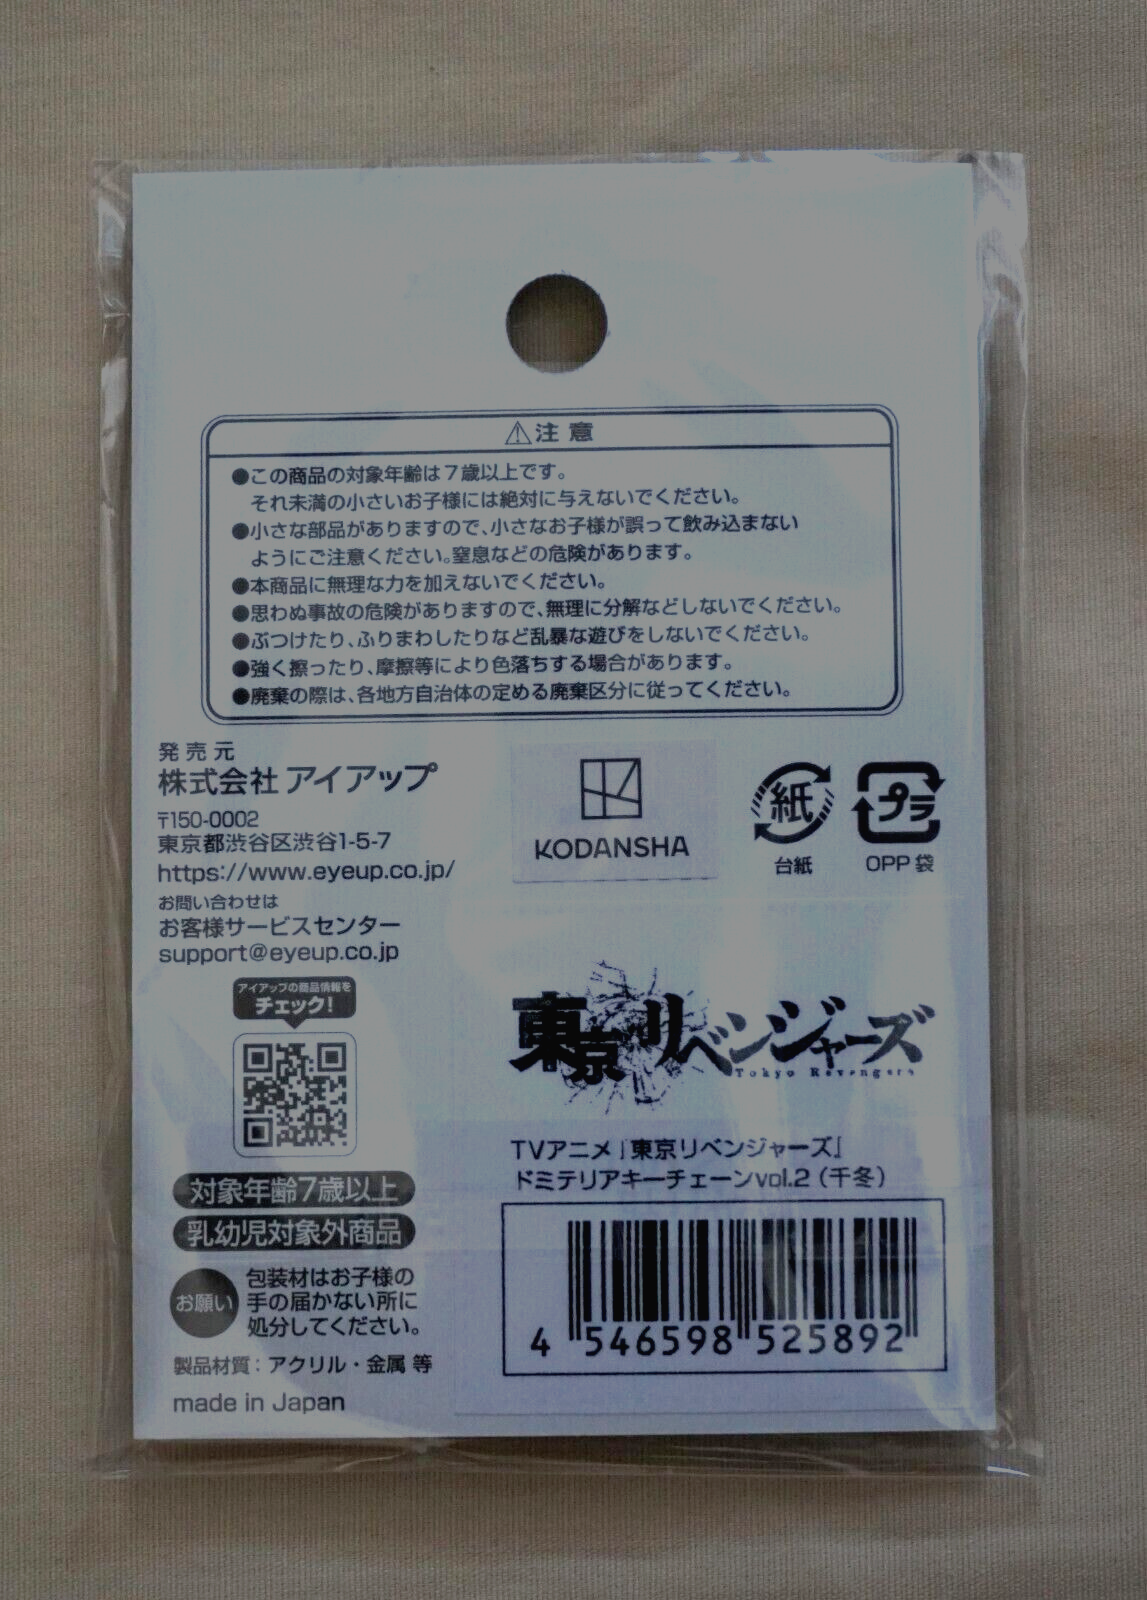 ⚠注意
●この商品の対象年齢は7歳以上です。
それ未満の小さいお子様には絶対に与えないでください。
●小さな部品がありますので、小さなお子様が誤って飲み込まない
ようにご注意ください。窒息などの危険があります。
●本商品に無理な力を加えないでください。
●思わぬ事故の危険がありますので、無理に分解などしないでください。
●ぶつけたり、ふりまわしたりなど乱暴な遊びをしないでください。
●強く擦ったり、摩擦等により色落ちする場合があります。
●廃棄の際は、各地方自治体の定める廃棄区分に従ってください。
発売元
株式会社 アイアップ
〒150-0002
東京都渋谷区渋谷1-5-7
https://www.eyeup.co.jp/
お問い合わせは
お客様サービスセンター
support@eyeup.co.jp
アイアップの商品情報を
チェック!
対象年齢7歳以上
乳幼児対象外商品
お願い
包装材はお子様の
手の届かない所に
処分してください。
製品材質：アクリル・金属 等
made in Japan
KODANSHA
紙
台紙
プラ
OPP 袋
東京リベンジャーズ
Tokyo Revengers
TVアニメ『東京リベンジャーズ』
ドミテリアキーチェーンvol.2（千冬）
4 546598 525892